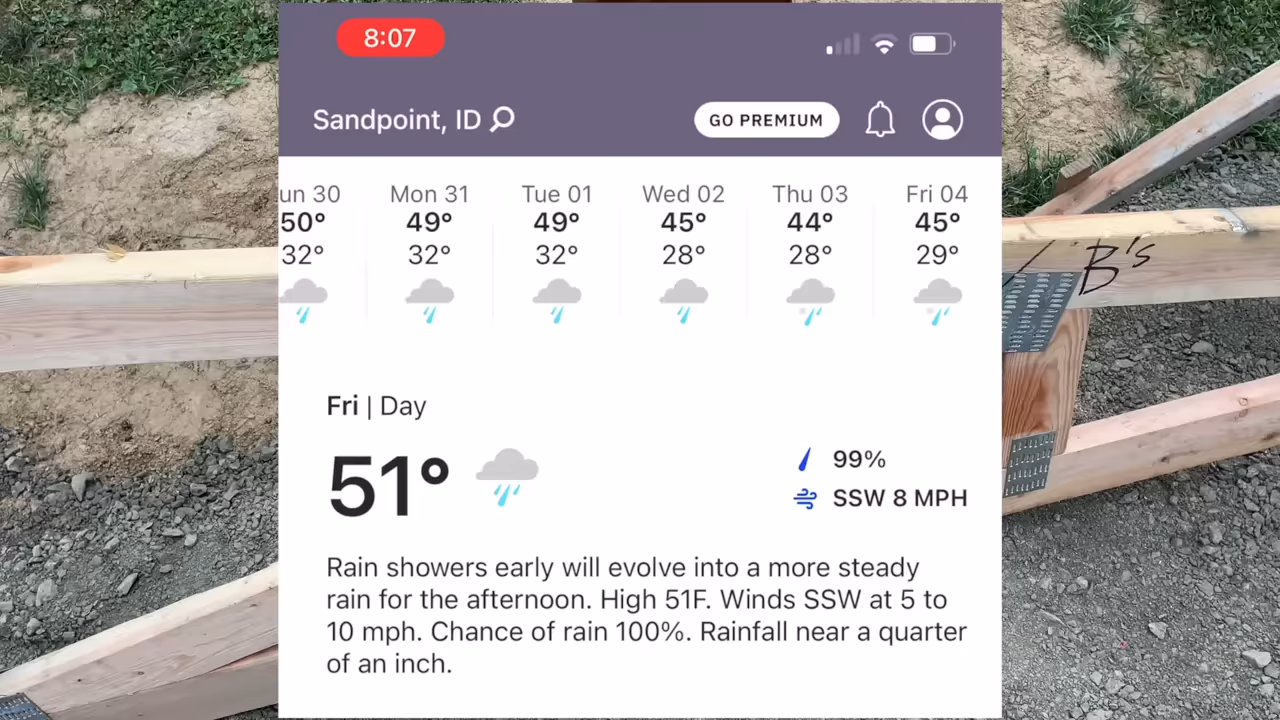 8:07
Sandpoint, ID
GO PREMIUM
un 30 Mon 31 Tue 01 Wed 02 Thu 03 Fri 04
50° 49° 49° 45° 44° 45°
32° 32° 32° 28° 28° 29°
B's
Fri | Day
51°
99%
SSW 8 MPH
Rain showers early will evolve into a more steady
rain for the afternoon. High 51F. Winds SSW at 5 to
10 mph. Chance of rain 100%. Rainfall near a quarter
of an inch.